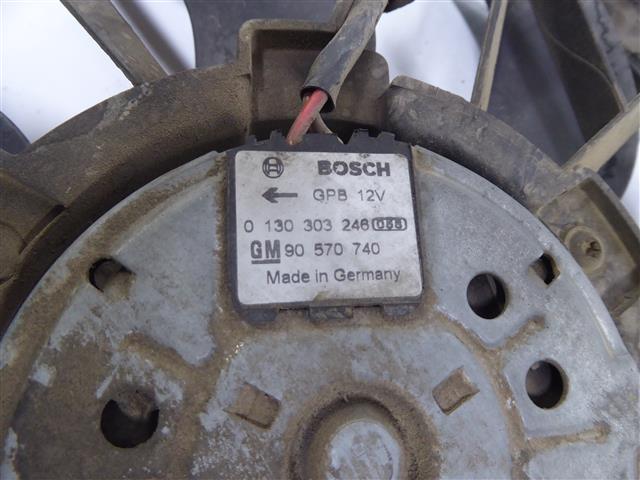 BOSCH
GPB 12V
0 130 303 246
GM 90 570 740
Made in Germany